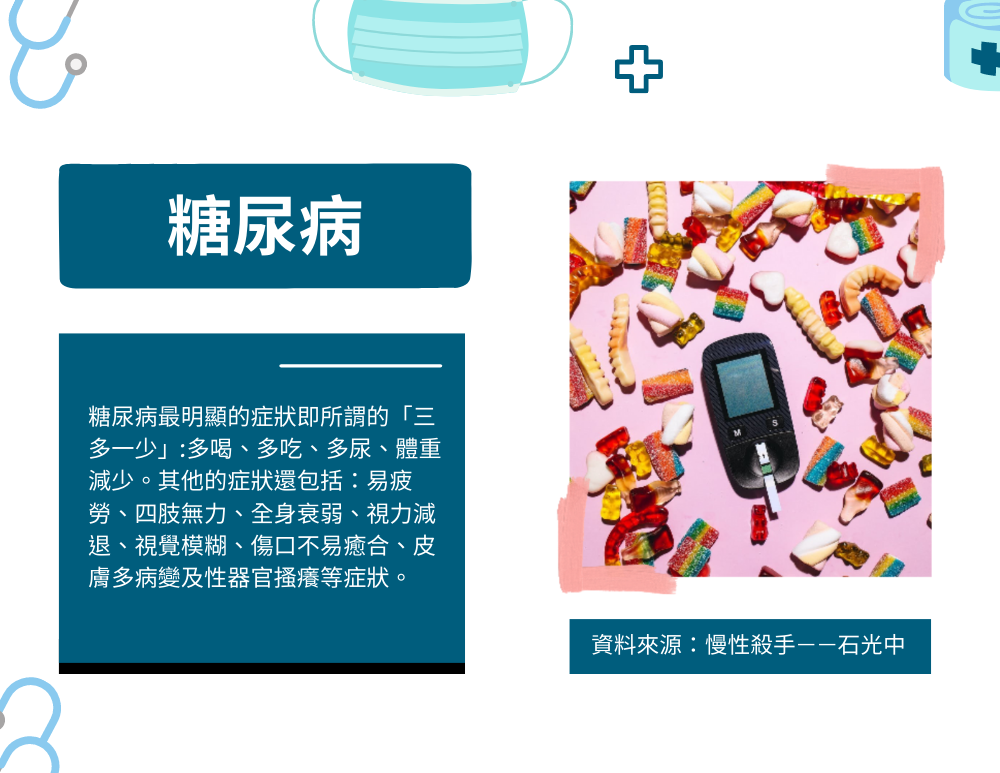 糖尿病
糖尿病最明顯的症狀即所謂的「三
多一少」:多喝、多吃、多尿、體重
減少。其他的症狀還包括：易疲
勞、四肢無力、全身衰弱、視力減
退、視覺模糊、傷口不易癒合、皮
膚多病變及性器官搔癢等症狀。
M S
資料來源：慢性殺手——石光中